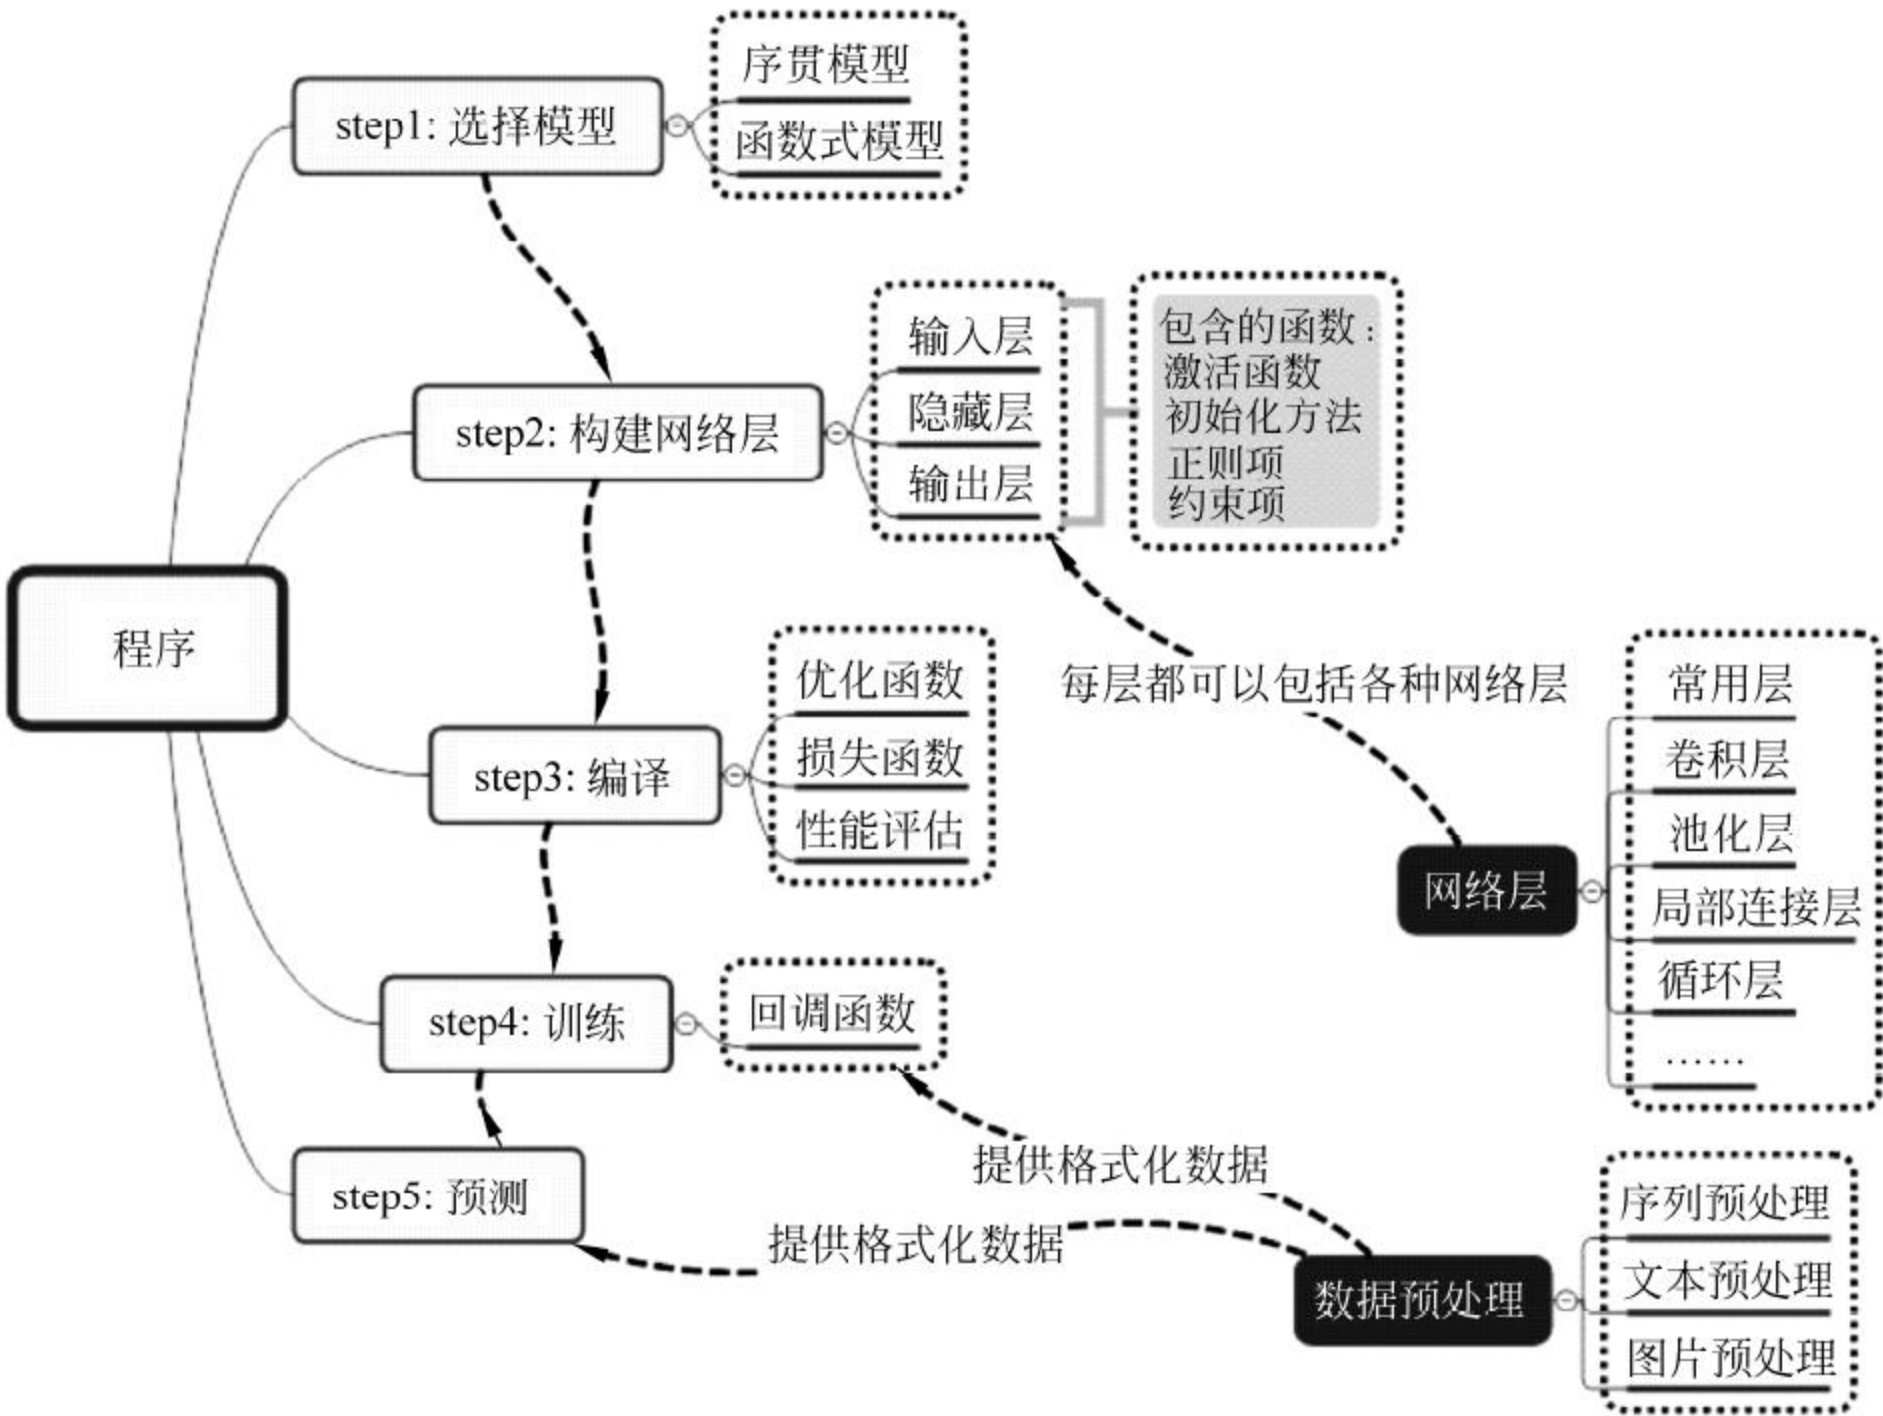 序贯模型
step1: 选择模型
函数式模型
输入层
包含的函数：
激活函数
隐藏层
初始化方法
step2: 构建网络层
正则项
输出层
约束项
程序
优化函数
每层都可以包括各种网络层
常用层
损失函数
卷积层
step3: 编译
性能评估
池化层
网络层
局部连接层
循环层
回调函数
step4: 训练
……
提供格式化数据
step5: 预测
序列预处理
提供格式化数据
文本预处理
数据预处理
图片预处理